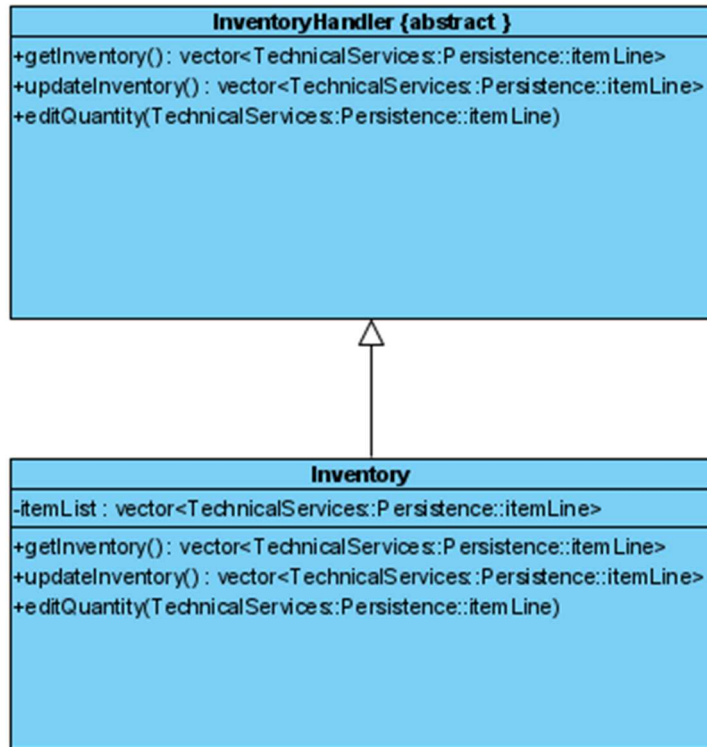 InventoryHandler {abstract }
+getInventory() : vector<TechnicalServices::Persistence::itemLine>
+updateInventory() : vector<TechnicalServices::Persistence::itemLine>
+editQuantity(TechnicalServices::Persistence::itemLine)
Inventory
-itemList : vector<TechnicalServices::Persistence::itemLine>
+getInventory() : vector<TechnicalServices::Persistence::itemLine>
+updateInventory() : vector<TechnicalServices::Persistence::itemLine>
+editQuantity(TechnicalServices::Persistence::itemLine)